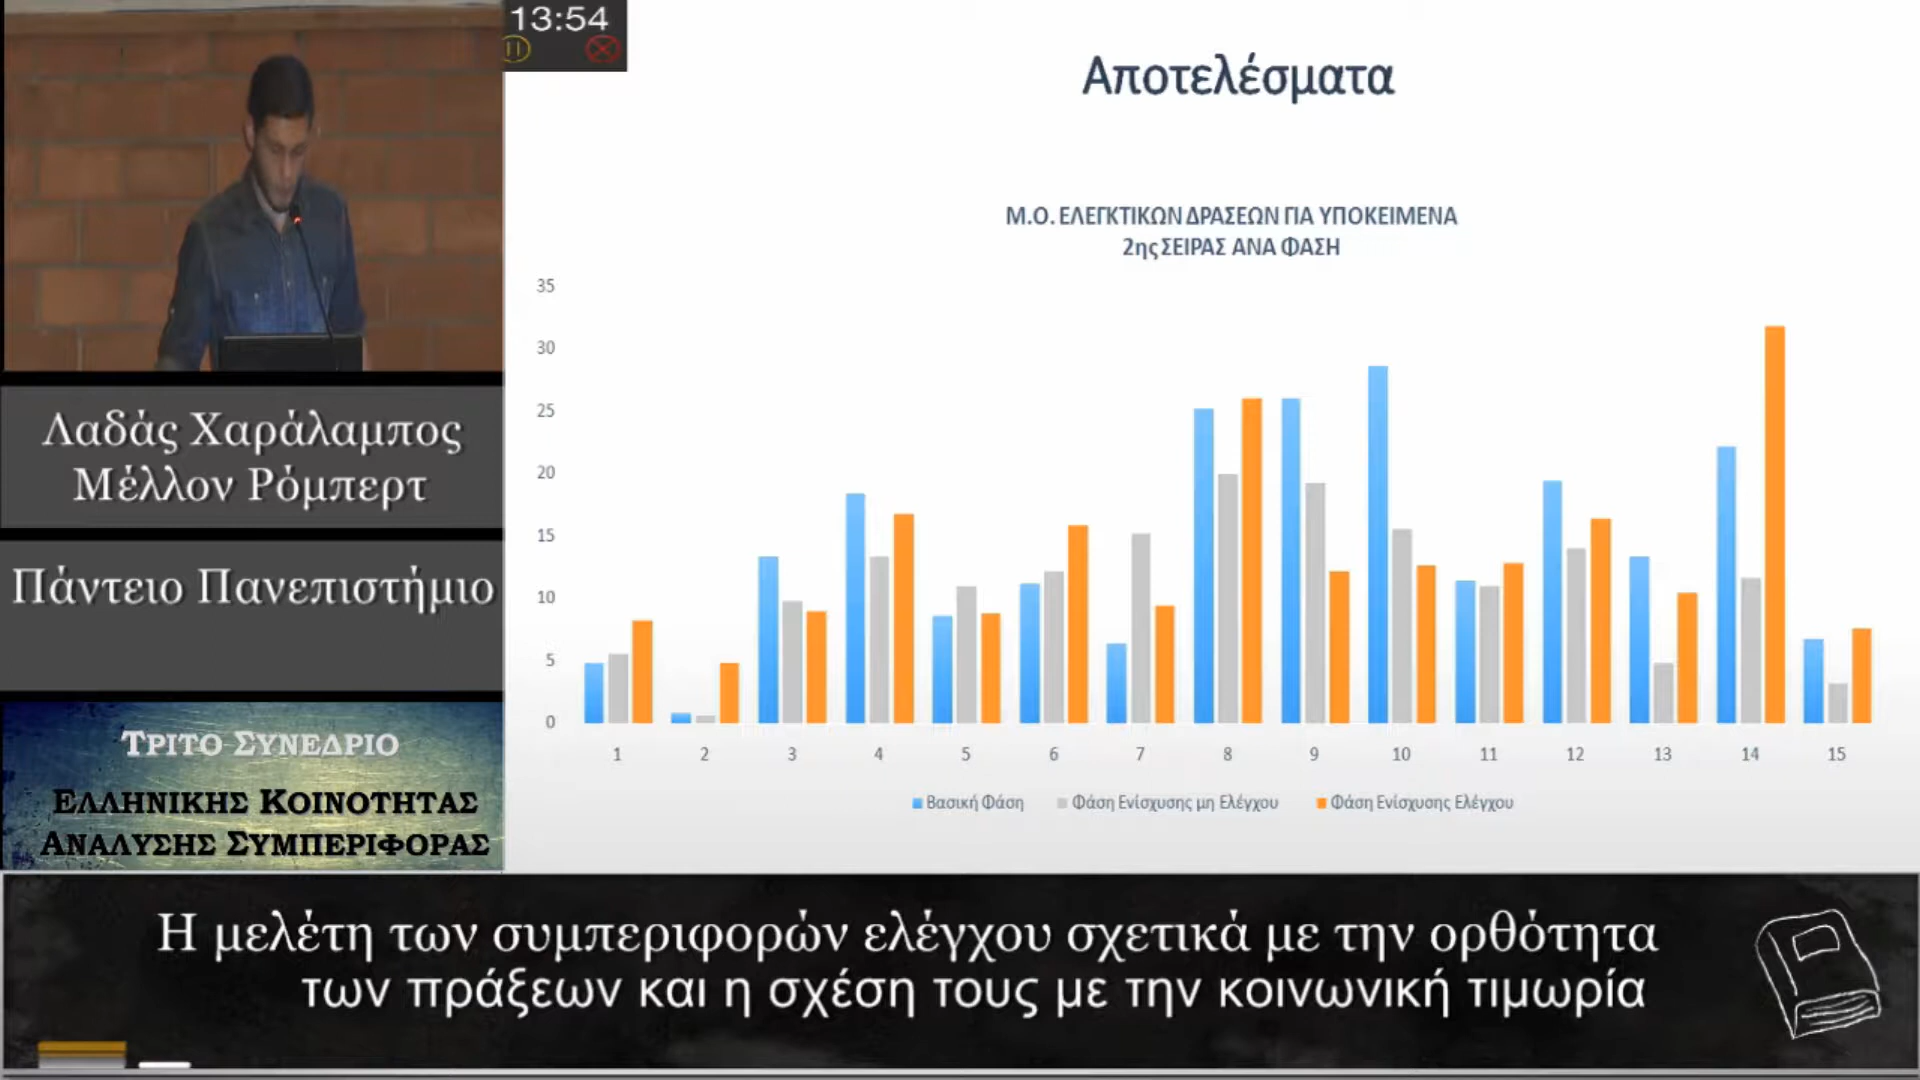 13:54
Αποτελέσματα
Μ.Ο. ΕΛΕΓΚΤΙΚΩΝ ΔΡΑΣΕΩΝ ΓΙΑ ΥΠΟΚΕΙΜΕΝΑ
2ης ΣΕΙΡΑΣ ΑΝΑ ΦΑΣΗ
35
30
25
20
15
10
5
0
1 2 3 4 5 6 7 8 9 10 11 12 13 14 15
Βασική Φάση Φάση Ενίσχυσης μη Ελέγχου Φάση Ενίσχυσης Ελέγχου
Λαδάς Χαράλαμπος
Μέλλον Ρόμπερτ
Πάντειο Πανεπιστήμιο
ΤΡΙΤΟ ΣΥΝΕΔΡΙΟ
ΕΛΛΗΝΙΚΗΣ ΚΟΙΝΟΤΗΤΑΣ
ΑΝΑΛΥΣΗΣ ΣΥΜΠΕΡΙΦΟΡΑΣ
Η μελέτη των συμπεριφορών ελέγχου σχετικά με την ορθότητα
των πράξεων και η σχέση τους με την κοινωνική τιμωρία